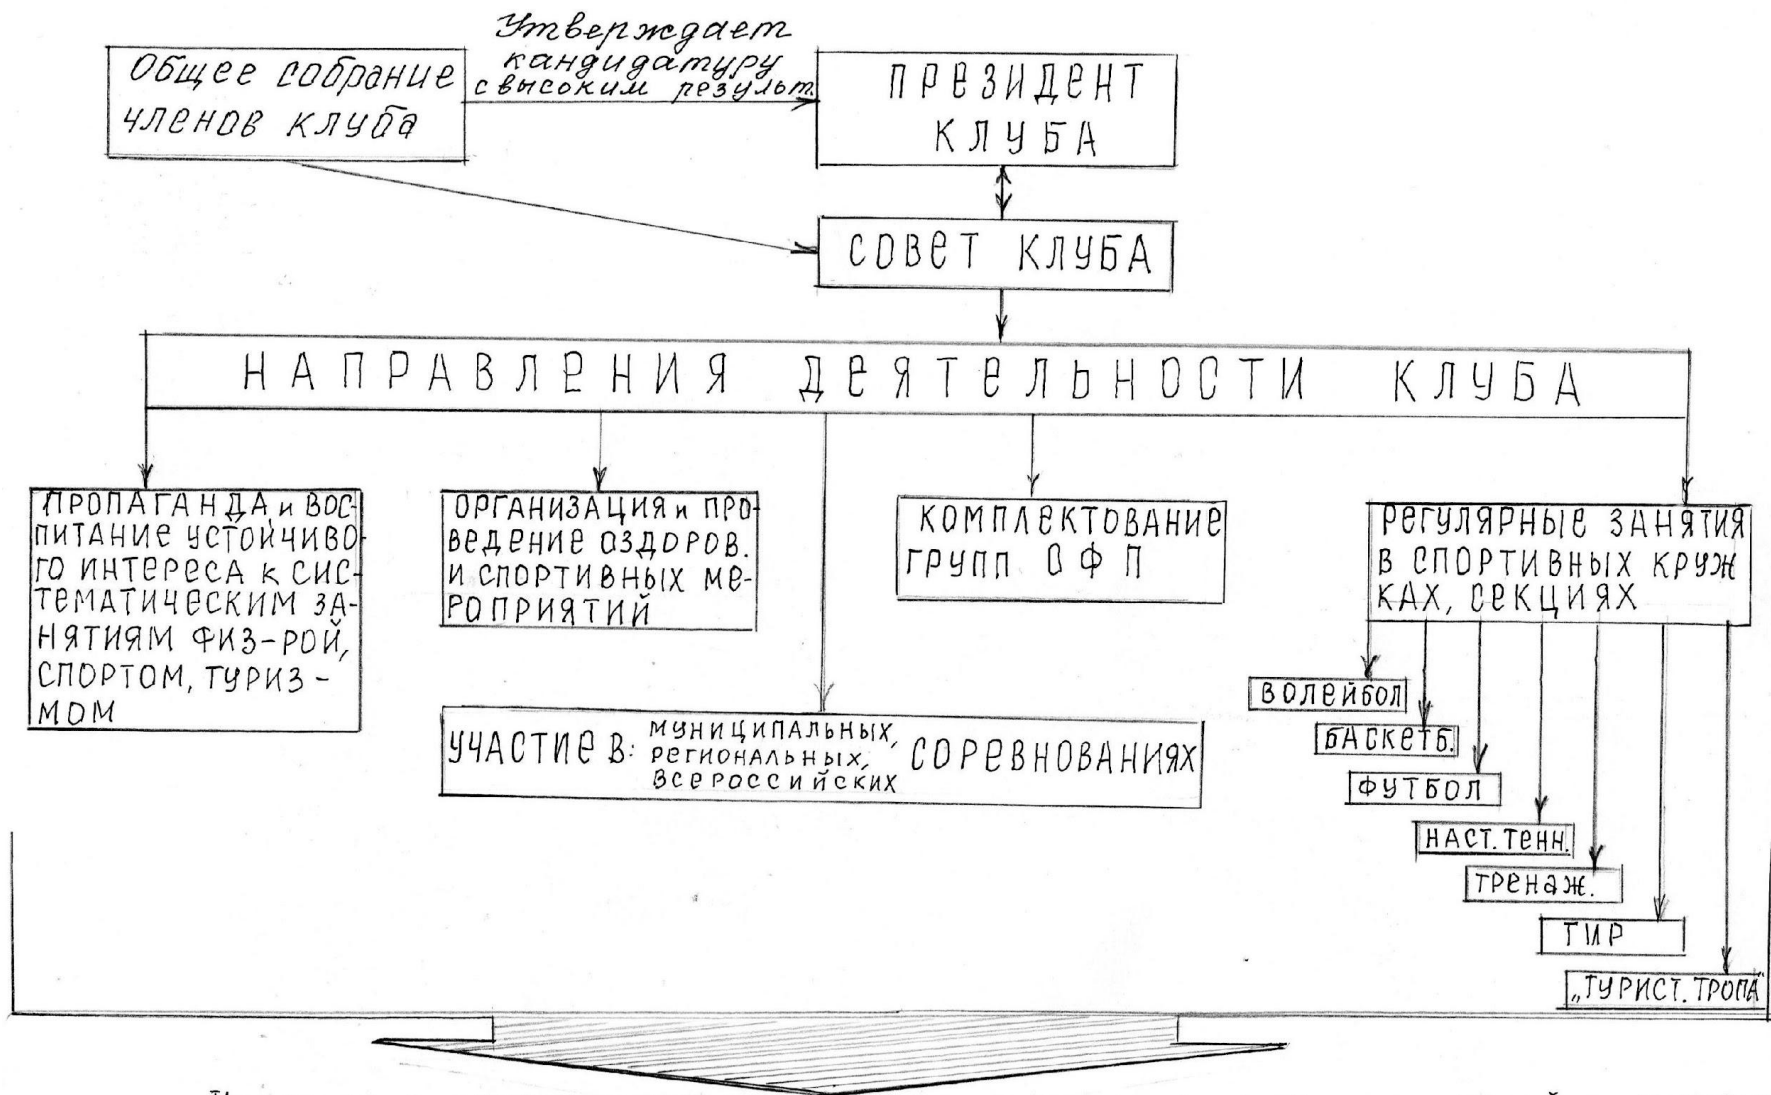 Утверждает
кандидатуру
с высоким результ.
Общее собрание
членов клуба
ПРЕЗИДЕНТ
КЛУБА
СОВЕТ КЛУБА
НАПРАВЛЕНИЯ ДЕЯТЕЛЬНОСТИ КЛУБА
ПРОПАГАНДА и ВОС-
ПИТАНИЕ УСТОЙЧИВО-
ГО ИНТЕРЕСА К СИС-
ТЕМАТИЧЕСКИМ ЗА-
НЯТИЯМ ФИЗ-РОЙ,
СПОРТОМ, ТУРИЗ-
МОМ
ОРГАНИЗАЦИЯ и ПРО-
ВЕДЕНИЕ ОЗДОРОВ.
И СПОРТИВНЫХ МЕ-
РОПРИЯТИЙ
КОМПЛЕКТОВАНИЕ
ГРУПП ОФП
РЕГУЛЯРНЫЕ ЗАНЯТИЯ
В СПОРТИВНЫХ КРУЖ
КАХ, СЕКЦИЯХ
УЧАСТИЕ В: МУНИЦИПАЛЬНЫХ,
РЕГИОНАЛЬНЫХ,
ВСЕРОССИЙСКИХ
СОРЕВНОВАНИЯХ
ВОЛЕЙБОЛ
БАСКЕТБ.
ФУТБОЛ
НАСТ. ТЕНН.
ТРЕНАЖ.
ТИР
„ТУРИСТ. ТРОПА"